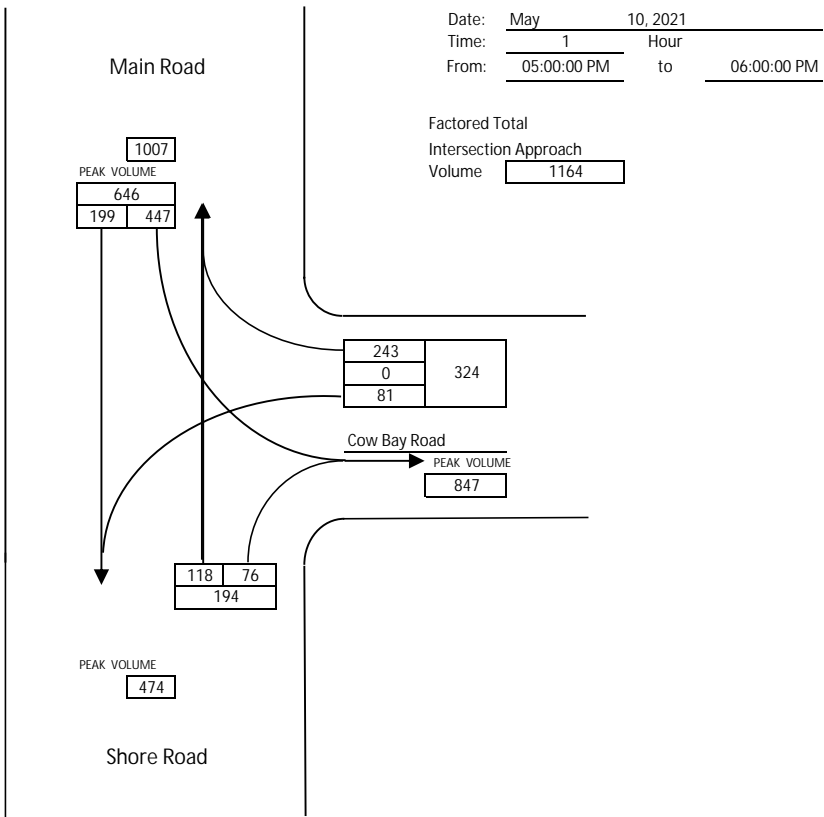 Date: May 10, 2021
Time: 1 Hour
From: 05:00:00 PM to 06:00:00 PM
Main Road
Factored Total
Intersection Approach
Volume 1164
1007
PEAK VOLUME
646
199 447
243
0
81
324
Cow Bay Road
PEAK VOLUME
847
118 76
194
PEAK VOLUME
474
Shore Road